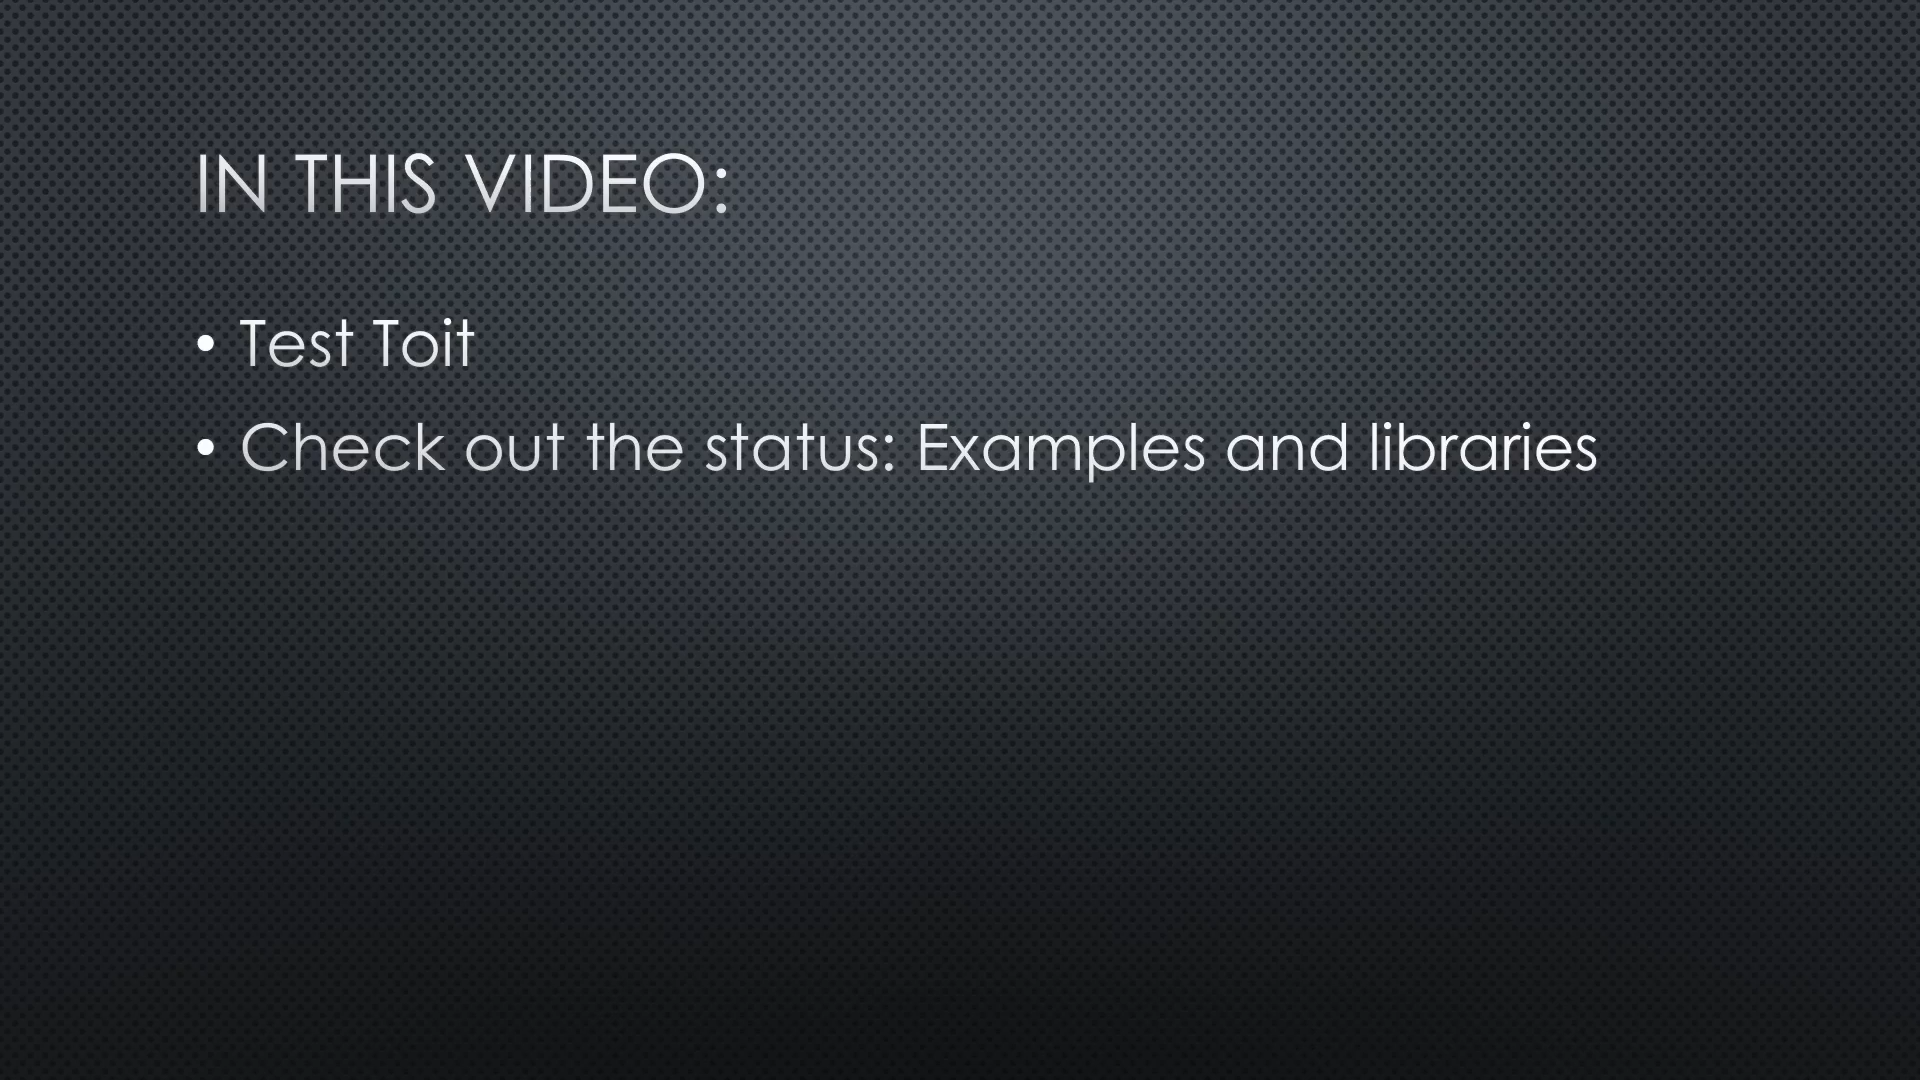 IN THIS VIDEO:
• Test Toit
• Check out the status: Examples and libraries